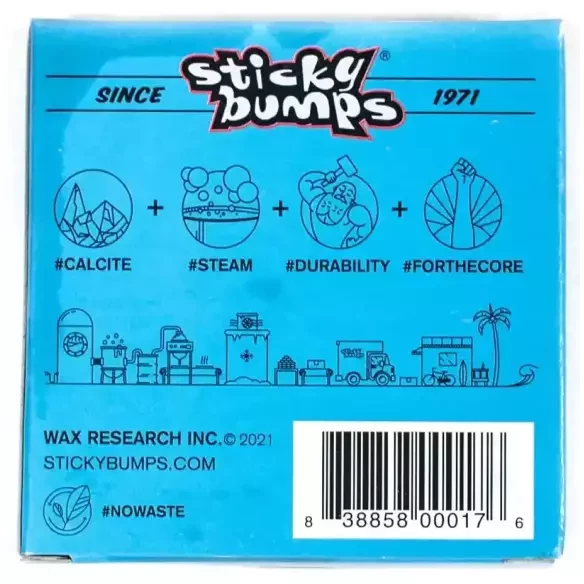 sticky bumps ®
SINCE 1971
#CALCITE + #STEAM + #DURABILITY + #FORTHECORE
WAX RESEARCH INC. © 2021
STICKYBUMPS.COM
#NOWASTE
8 38858 00017 6